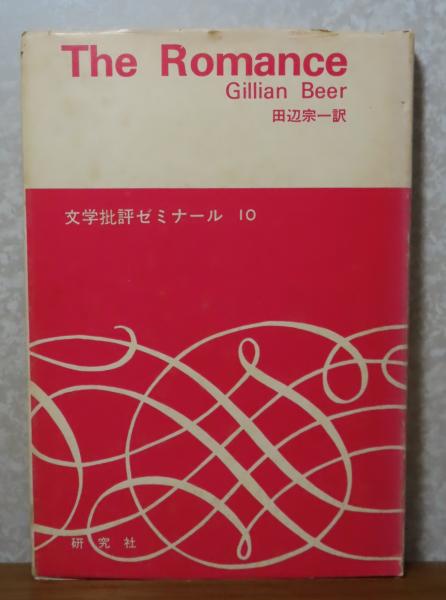 The Romance
Gillian Beer
田辺宗一訳
文学批評ゼミナール 10
研究社